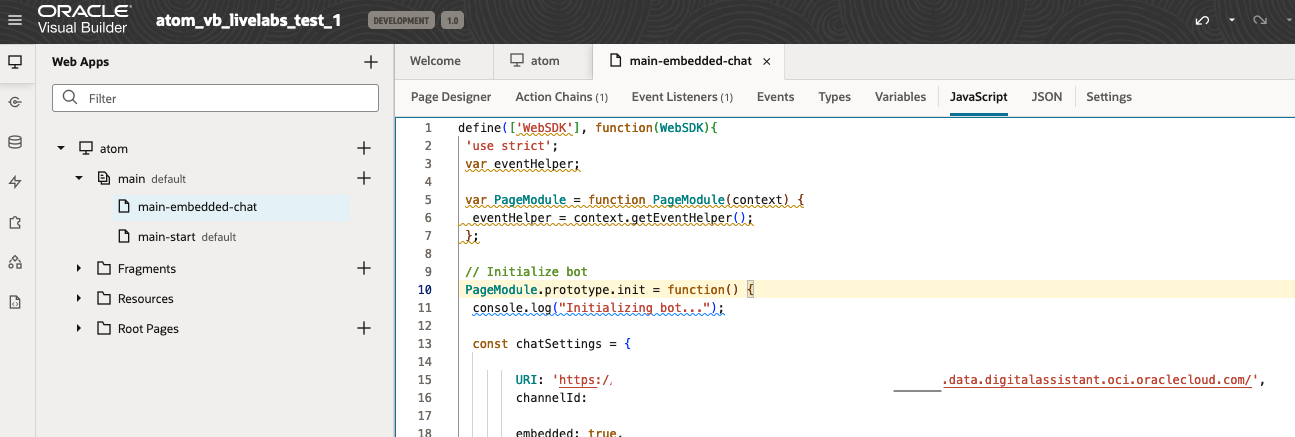 ORACLE
Visual Builder
atom_vb_livelabs_test_1
DEVELOPMENT
1.0
Web Apps
Filter
atom
main default
main-embedded-chat
main-start default
Fragments
Resources
Root Pages
Welcome
atom
main-embedded-chat
Page Designer
Action Chains (1)
Event Listeners (1)
Events
Types
Variables
JavaScript
JSON
Settings
1 define(['WebSDK'], function(WebSDK){
2 'use strict';
3 var eventHelper;
4
5 var PageModule = function PageModule(context) {
6 eventHelper = context.getEventHelper();
7 };
8
9 // Initialize bot
10 PageModule.prototype.init = function() {
11 console.log("Initializing bot...");
12
13 const chatSettings = {
14
15 URI: 'https:/ .data.digitalassistant.oci.oraclecloud.com/',
16 channelId:
17
18 embedded: true,